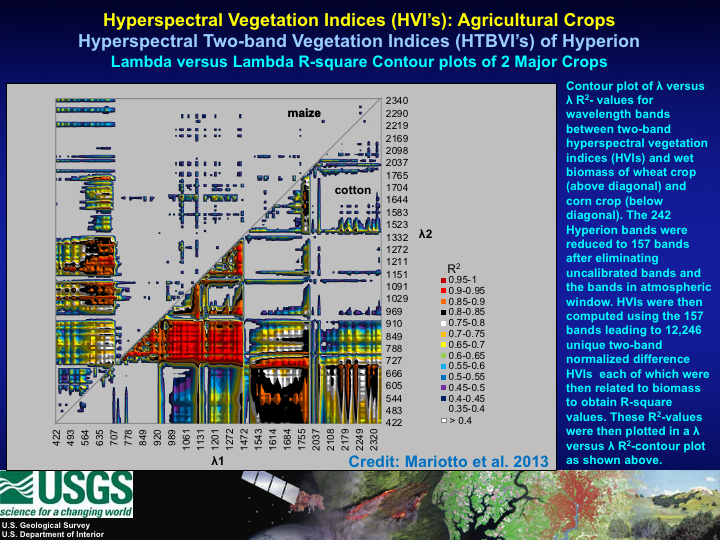 Hyperspectral Vegetation Indices (HVI's): Agricultural Crops
Hyperspectral Two-band Vegetation Indices (HTBVI's) of Hyperion
Lambda versus Lambda R-square Contour plots of 2 Major Crops
maize
cotton
2340
2290
2219
2169
2098
2037
1765
1704
1644
1583
1523
1332
1272
1211
1151
1091
1029
969
910
849
788
727
666
605
544
483
422
λ2
R²
0.95-1
0.9-0.95
0.85-0.9
0.8-0.85
0.75-0.8
0.7-0.75
0.65-0.7
0.6-0.65
0.55-0.6
0.5-0.55
0.45-0.5
0.4-0.45
0.35-0.4
> 0.4
422 493 564 635 707 778 849 920 989 1061 1131 1201 1272 1472 1543 1614 1684 1755 2037 2108 2179 2249 2320
λ1
Credit: Mariotto et al. 2013
Contour plot of λ versus
λ R²- values for
wavelength bands
between two-band
hyperspectral vegetation
indices (HVIs) and wet
biomass of wheat crop
(above diagonal) and
corn crop (below
diagonal). The 242
Hyperion bands were
reduced to 157 bands
after eliminating
uncalibrated bands and
the bands in atmospheric
window. HVIs were then
computed using the 157
bands leading to 12,246
unique two-band
normalized difference
HVIs each of which were
then related to biomass
to obtain R-square
values. These R²-values
were then plotted in a λ
versus λ R²-contour plot
as shown above.
USGS
science for a changing world
U.S. Geological Survey
U.S. Department of Interior